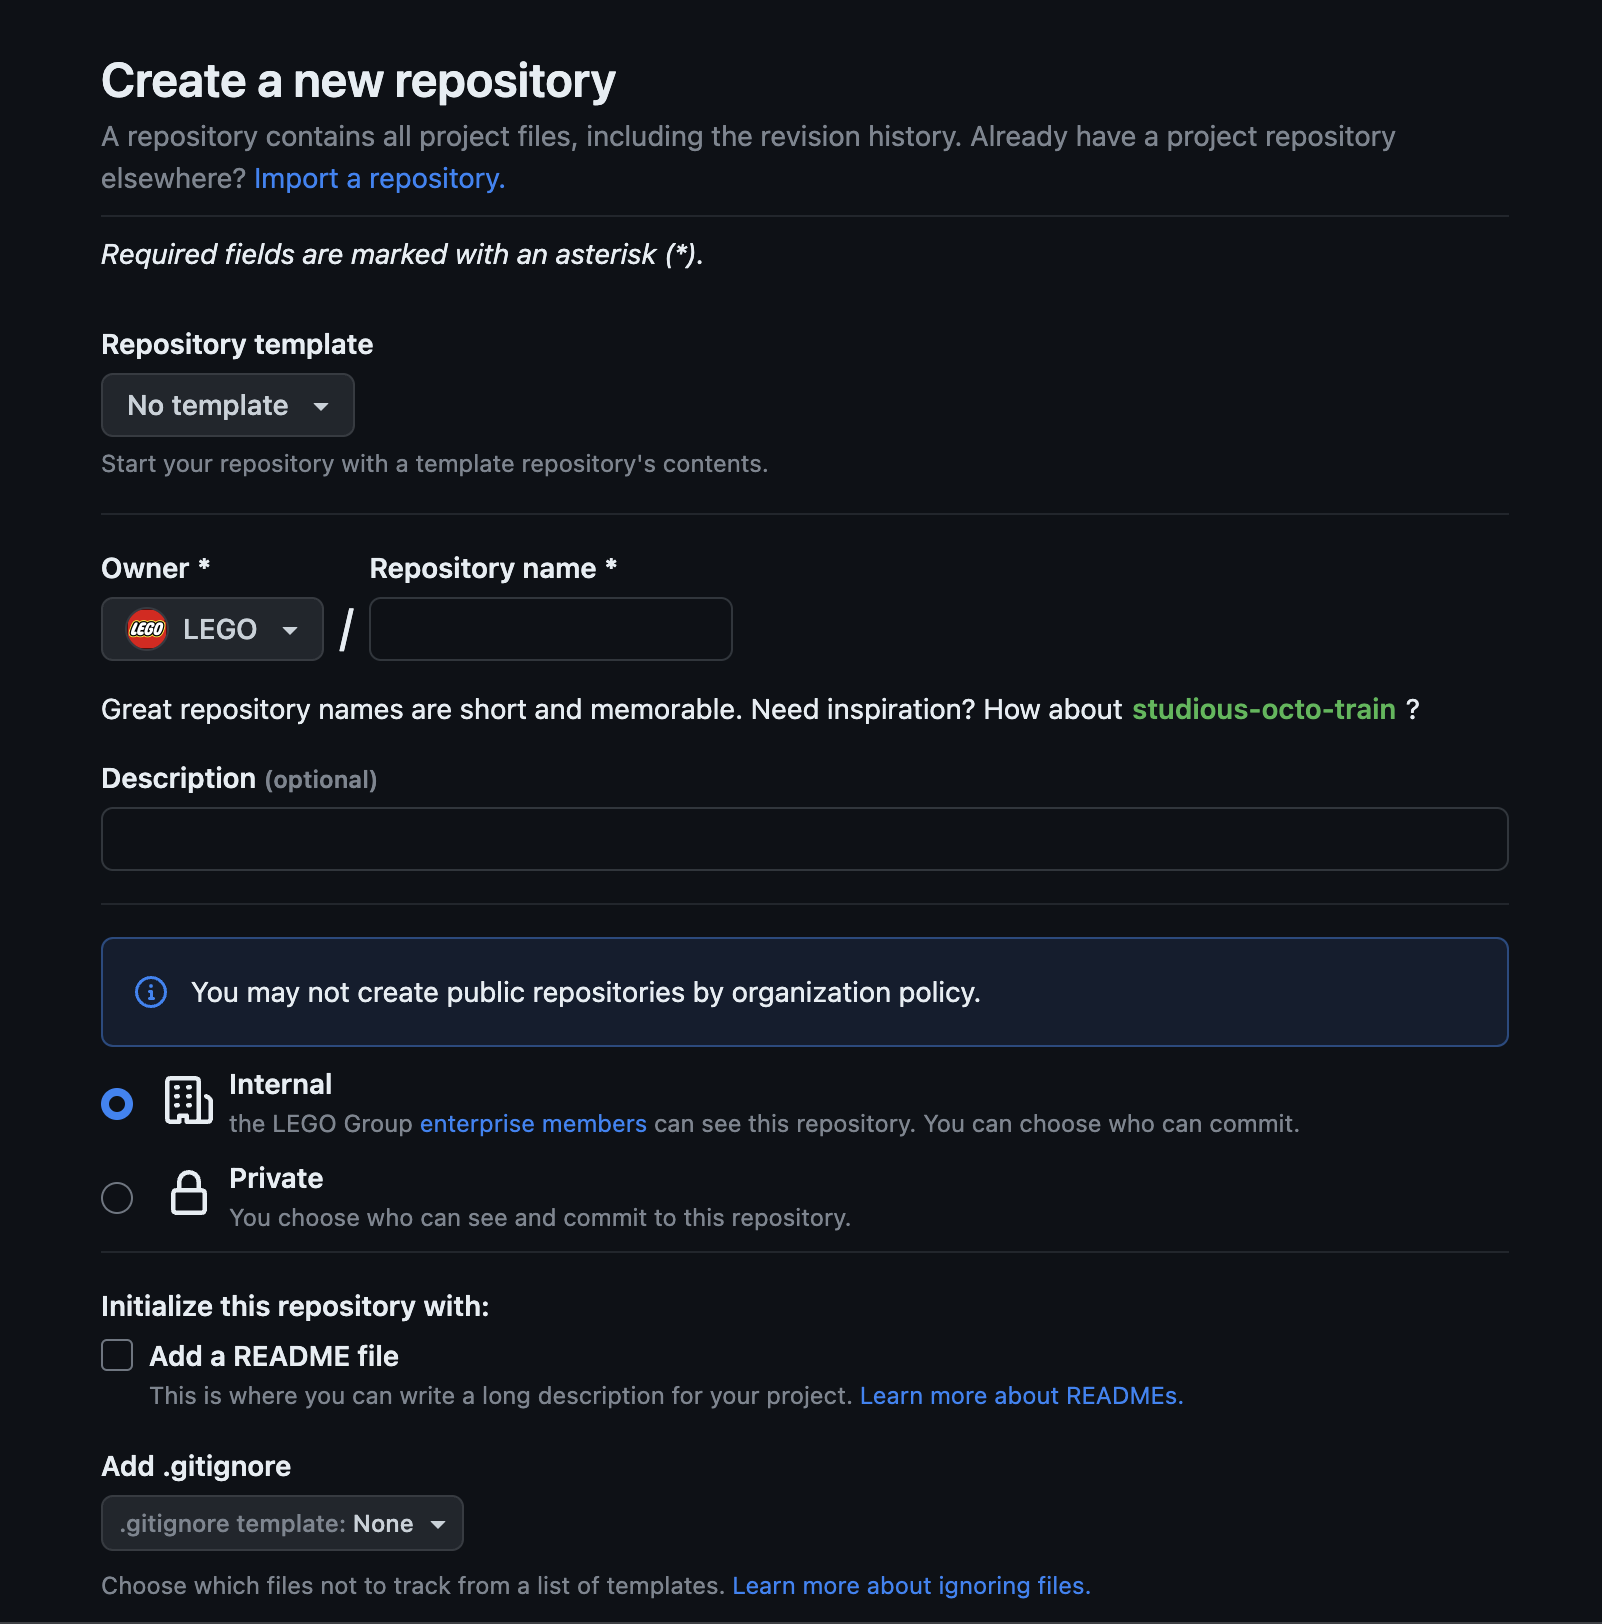 Create a new repository
A repository contains all project files, including the revision history. Already have a project repository
elsewhere? Import a repository.
Required fields are marked with an asterisk (*).
Repository template
No template
Start your repository with a template repository's contents.
Owner * Repository name *
LEGO LEGO /
Great repository names are short and memorable. Need inspiration? How about studious-octo-train ?
Description (optional)
You may not create public repositories by organization policy.
Internal
the LEGO Group enterprise members can see this repository. You can choose who can commit.
Private
You choose who can see and commit to this repository.
Initialize this repository with:
Add a README file
This is where you can write a long description for your project. Learn more about READMEs.
Add .gitignore
.gitignore template: None
Choose which files not to track from a list of templates. Learn more about ignoring files.